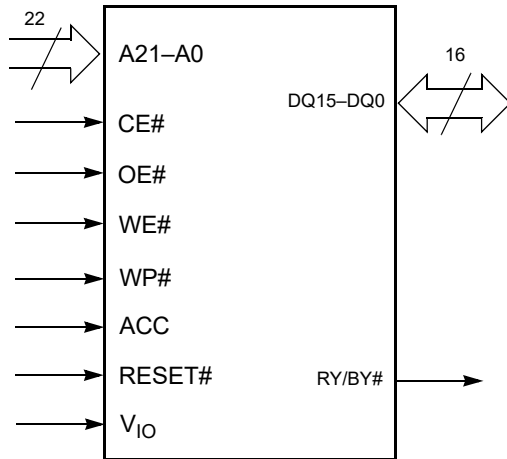 22
A21–A0
16
DQ15–DQ0
CE#
OE#
WE#
WP#
ACC
RESET#
RY/BY#
VIO